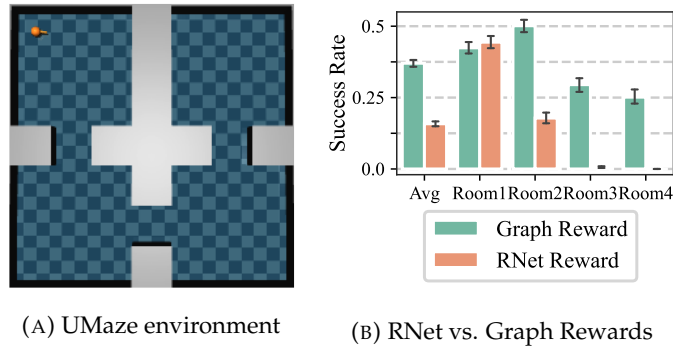 Success Rate
0.5
0.25
0.0
Avg Room1 Room2 Room3 Room4
Graph Reward
RNet Reward
(A) UMaze environment
(B) RNet vs. Graph Rewards